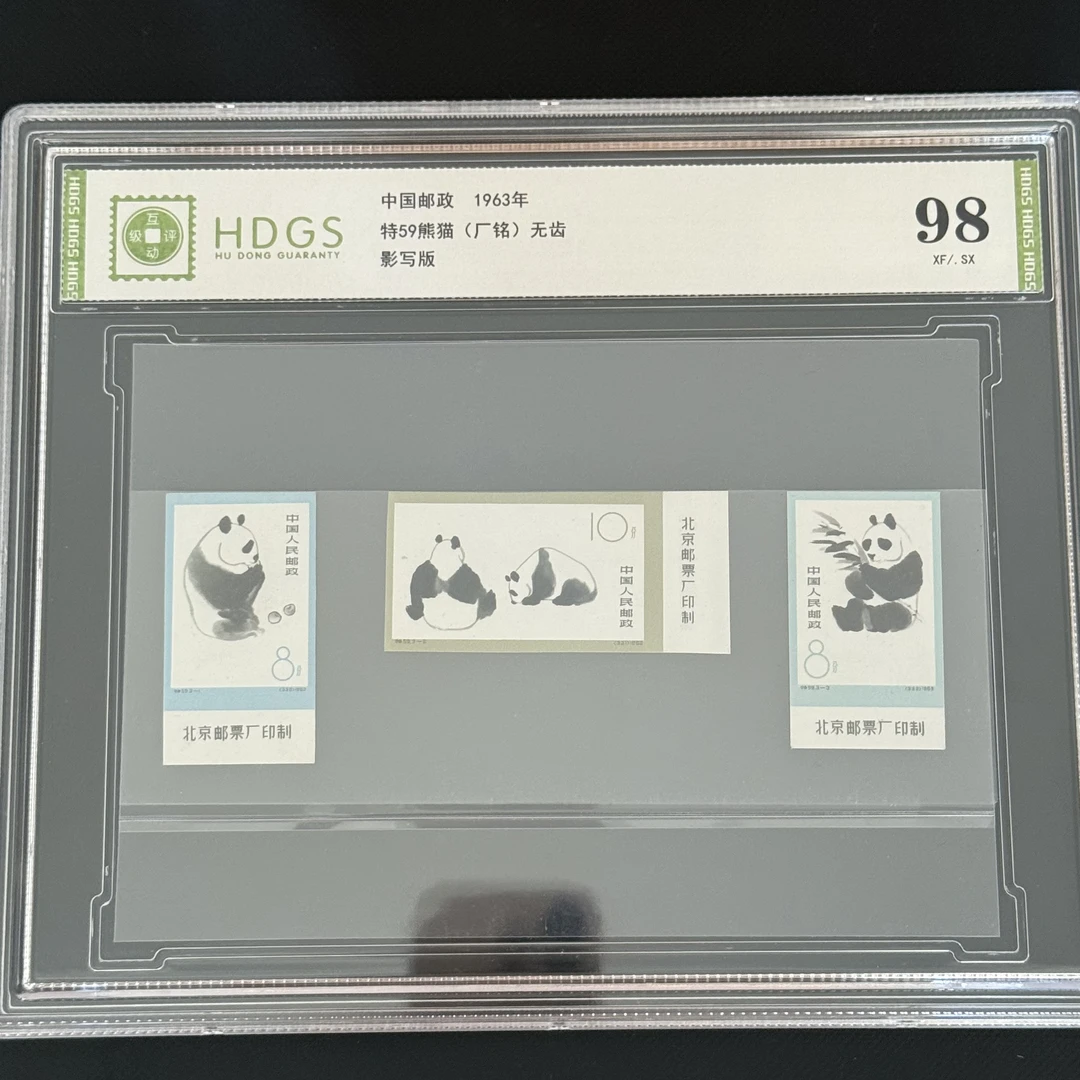 HDGS HDGS HDGS
互
级 评
动
HDGS
HU DONG GUARANTY
中国邮政 1963年
特59熊猫（厂铭）无齿
影写版
98
XF/. SX
HDGS HDGS HDGS
中国人民邮政
8
北京邮票厂印制
10
中国人民邮政
北京邮票厂印制
中国人民邮政
8
北京邮票厂印制